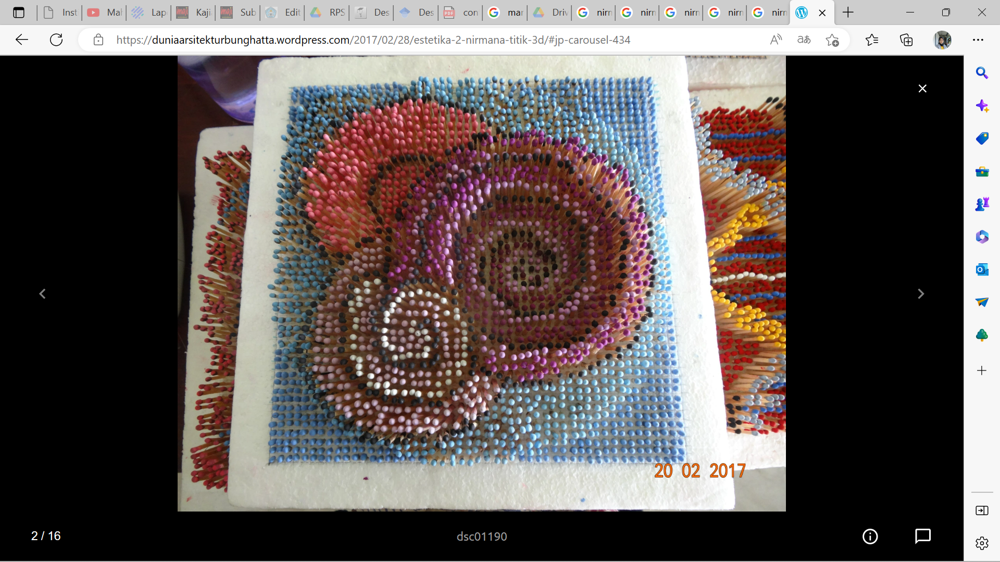 Inst
Mal
Lap
Kaji
Sub
Edit
RPS
Des
Des
con
mar
Driv
nirn
nirn
nirn
nirn
nirn
https://duniaarsitekturbunghatta.wordpress.com/2017/02/28/estetika-2-nirmana-titik-3d/#jp-carousel-434
20 02 2017
2 / 16
dsc01190